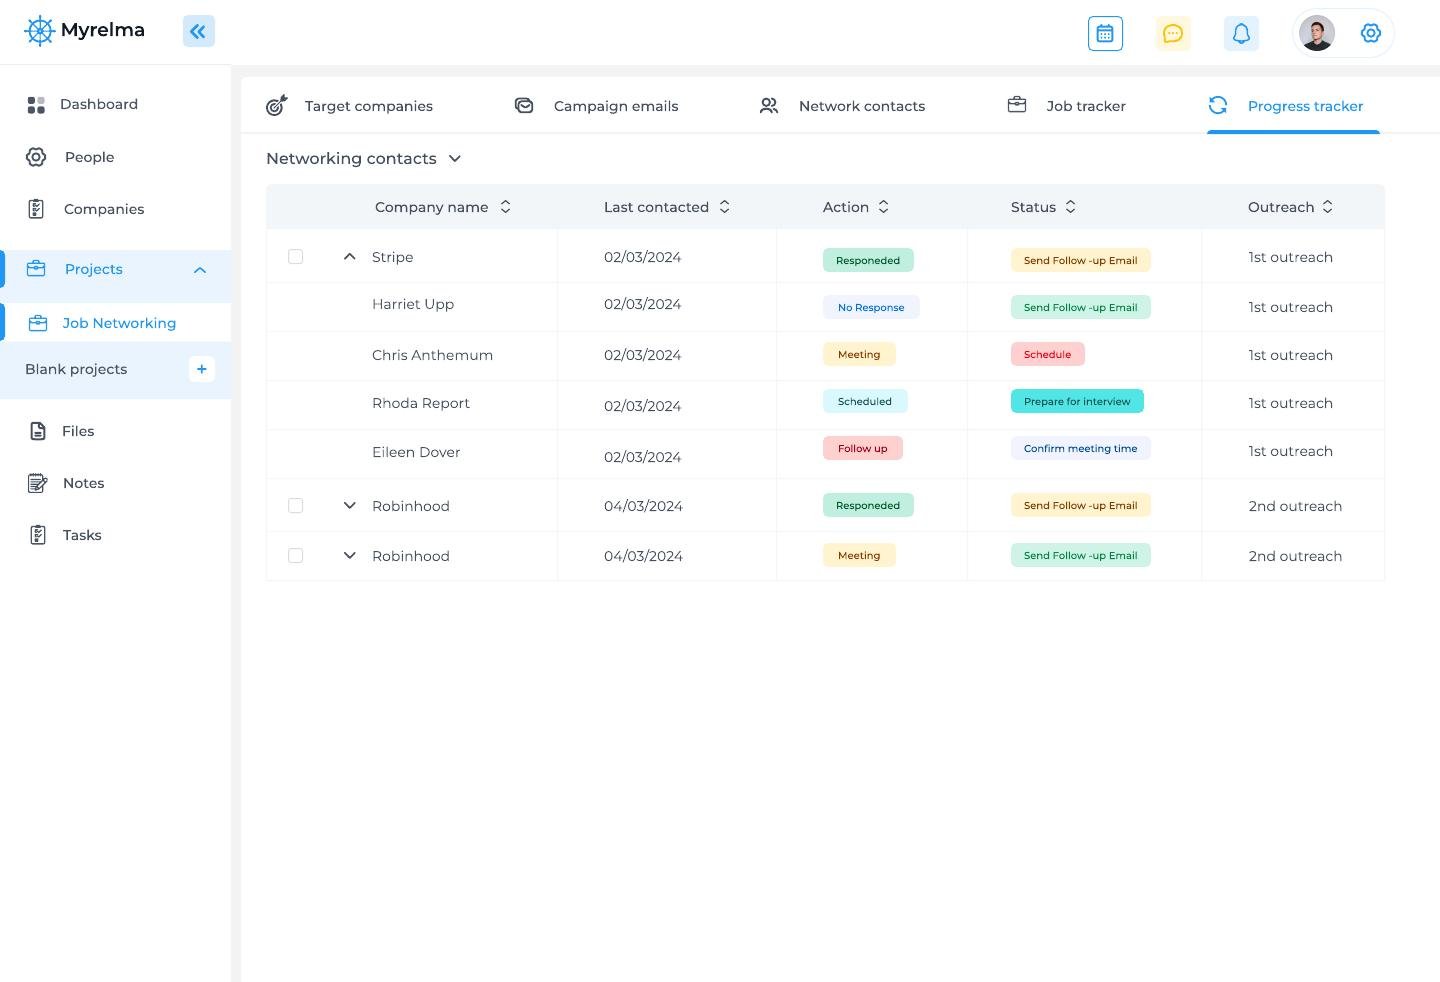 Myrelma
Dashboard
People
Companies
Projects
Job Networking
Blank projects
Files
Notes
Tasks
Target companies Campaign emails Network contacts Job tracker Progress tracker
Networking contacts
Company name Last contacted Action Status Outreach
Stripe 02/03/2024 Responeded Send Follow -up Email 1st outreach
Harriet Upp 02/03/2024 No Response Send Follow -up Email 1st outreach
Chris Anthemum 02/03/2024 Meeting Schedule 1st outreach
Rhoda Report 02/03/2024 Scheduled Prepare for interview 1st outreach
Eileen Dover 02/03/2024 Follow up Confirm meeting time 1st outreach
Robinhood 04/03/2024 Responeded Send Follow -up Email 2nd outreach
Robinhood 04/03/2024 Meeting Send Follow -up Email 2nd outreach